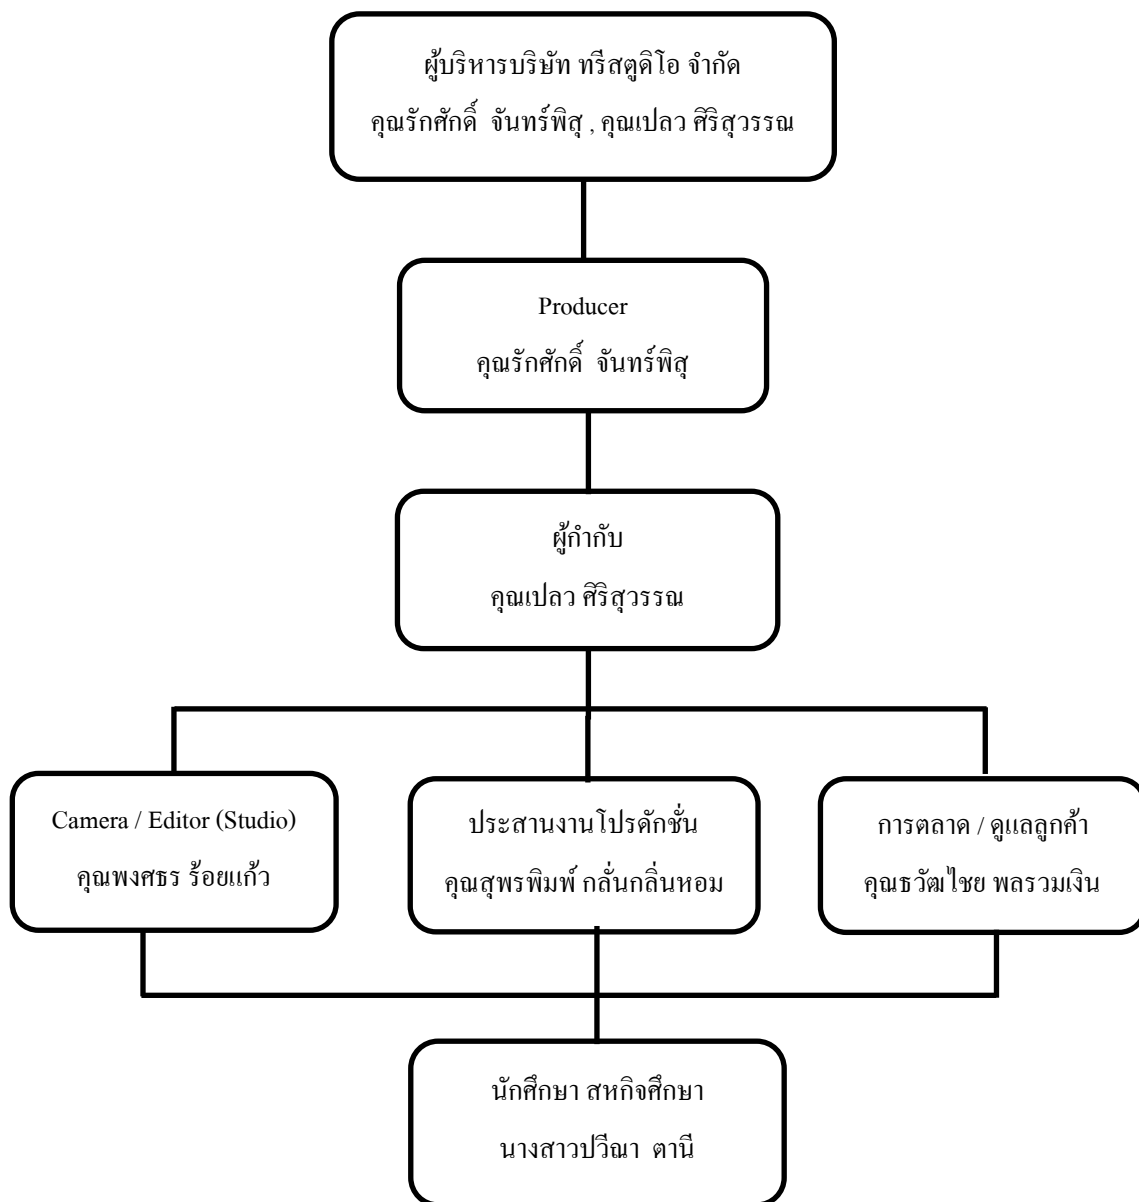 ผู้บริหารบริษัท ทรีสตูดิโอ จำกัด
คุณรักศักดิ์ จันทร์พิสุ , คุณเปลว ศิริสุวรรณ
Producer
คุณรักศักดิ์ จันทร์พิสุ
ผู้กำกับ
คุณเปลว ศิริสุวรรณ
Camera / Editor (Studio)
คุณพงศธร ร้อยแก้ว
ประสานงานโปรดักชั่น
คุณสุพรพิมพ์ กลั่นกลิ่นหอม
การตลาด / ดูแลลูกค้า
คุณธวัฒไชย พลรวมเงิน
นักศึกษา สหกิจศึกษา
นางสาวปวีณา ตานี